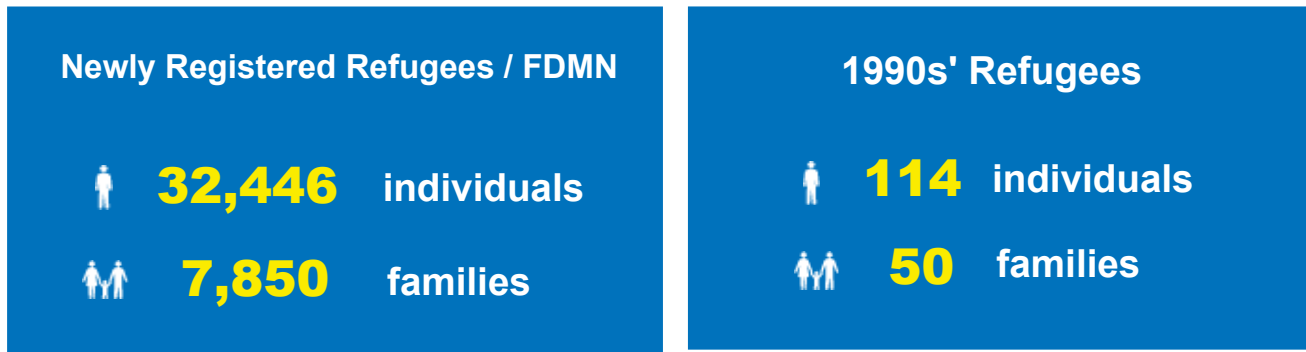 Newly Registered Refugees / FDMN
32,446 individuals
7,850 families
1990s' Refugees
114 individuals
50 families